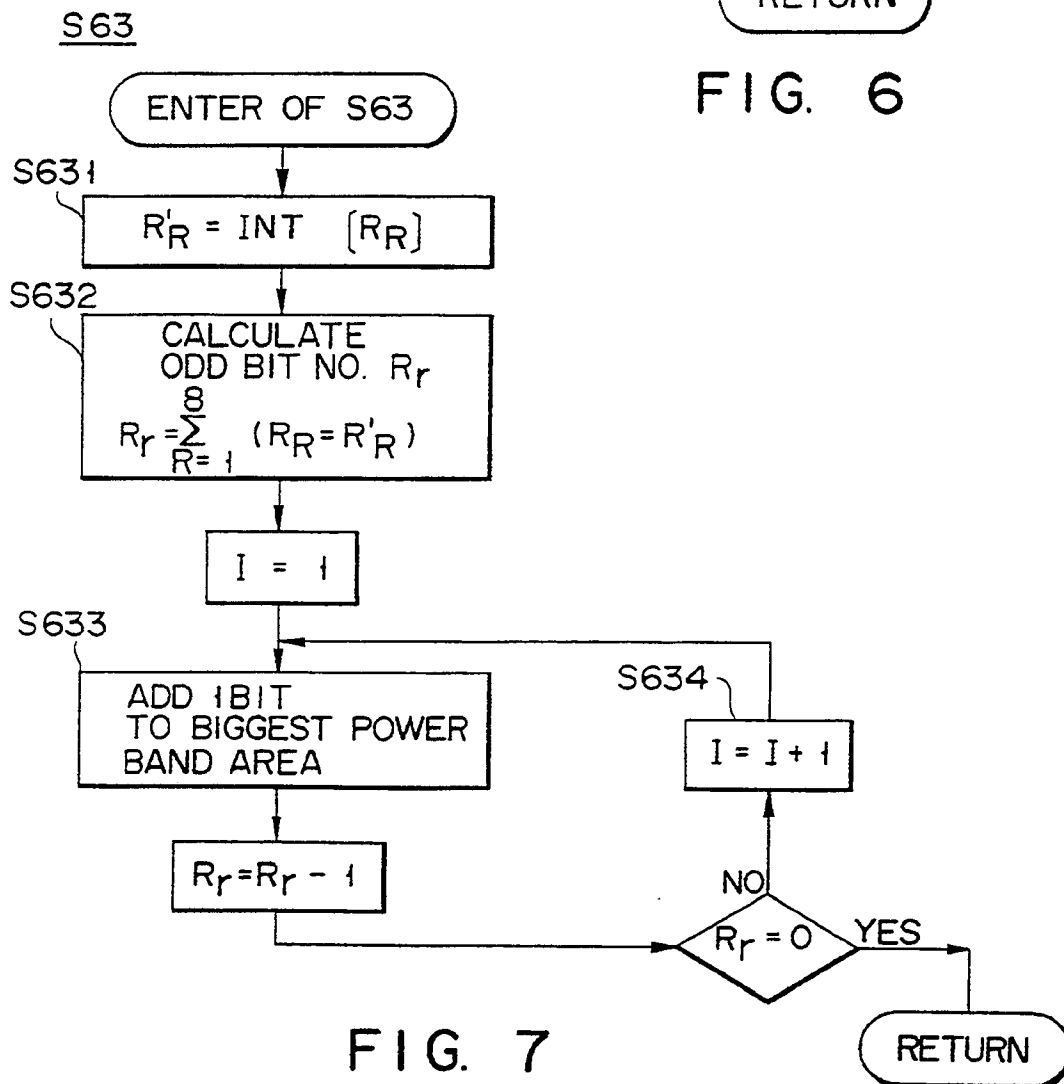 RETURN
FIG. 6
S63
ENTER OF S63
S631
R'R = INT [RR]
S632
CALCULATE
ODD BIT NO. Rr
8
Rr = Σ (RR = R'R)
R = 1
I = 1
S633
ADD 1BIT
TO BIGGEST POWER
BAND AREA
S634
I = I + 1
Rr = Rr - 1
NO
Rr = 0
YES
RETURN
FIG. 7